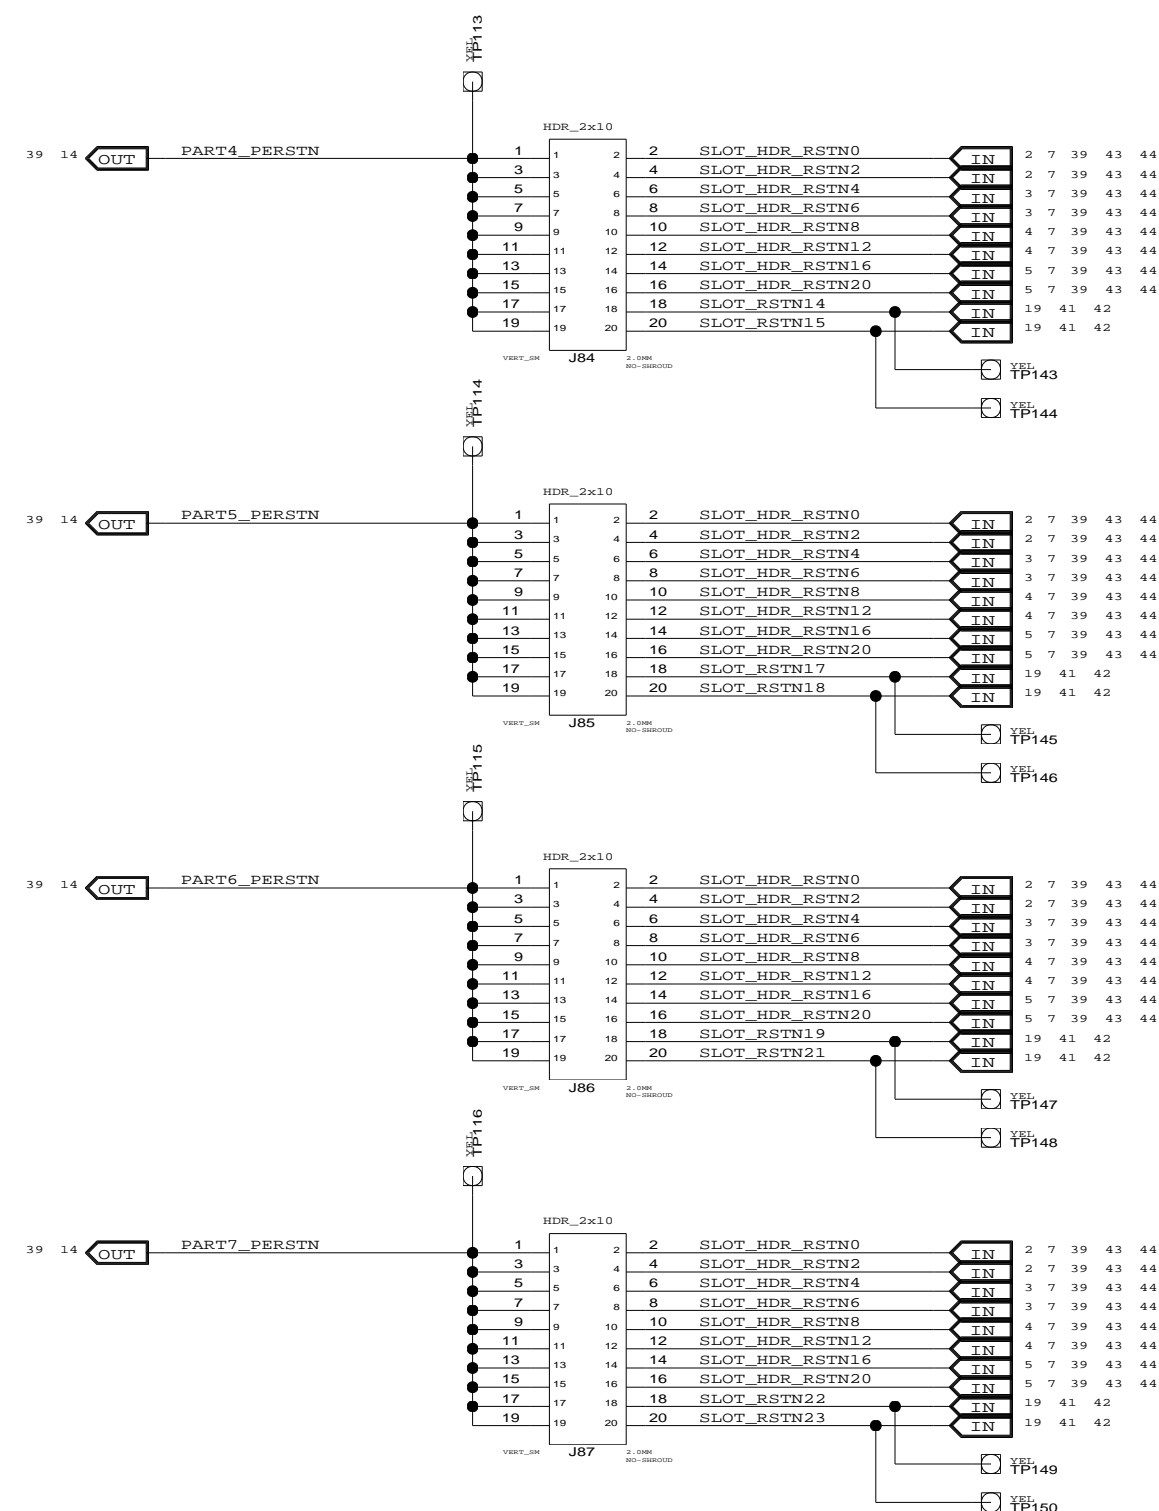 YEL
TP113
HDR_2x10
39 14 OUT PART4_PERSTN 1 1 2 2 SLOT_HDR_RSTN0 IN 2 7 39 43 44
3 3 4 4 SLOT_HDR_RSTN2 IN 2 7 39 43 44
5 5 6 6 SLOT_HDR_RSTN4 IN 3 7 39 43 44
7 7 8 8 SLOT_HDR_RSTN6 IN 3 7 39 43 44
9 9 10 10 SLOT_HDR_RSTN8 IN 4 7 39 43 44
11 11 12 12 SLOT_HDR_RSTN12 IN 4 7 39 43 44
13 13 14 14 SLOT_HDR_RSTN16 IN 5 7 39 43 44
15 15 16 16 SLOT_HDR_RSTN20 IN 5 7 39 43 44
17 17 18 18 SLOT_RSTN14 IN 19 41 42
19 19 20 20 SLOT_RSTN15 IN 19 41 42
VERT_SM J84 2.0MM
NO-SHROUD
YEL
TP143
YEL
TP144
YEL
TP114
HDR_2x10
39 14 OUT PART5_PERSTN 1 1 2 2 SLOT_HDR_RSTN0 IN 2 7 39 43 44
3 3 4 4 SLOT_HDR_RSTN2 IN 2 7 39 43 44
5 5 6 6 SLOT_HDR_RSTN4 IN 3 7 39 43 44
7 7 8 8 SLOT_HDR_RSTN6 IN 3 7 39 43 44
9 9 10 10 SLOT_HDR_RSTN8 IN 4 7 39 43 44
11 11 12 12 SLOT_HDR_RSTN12 IN 4 7 39 43 44
13 13 14 14 SLOT_HDR_RSTN16 IN 5 7 39 43 44
15 15 16 16 SLOT_HDR_RSTN20 IN 5 7 39 43 44
17 17 18 18 SLOT_RSTN17 IN 19 41 42
19 19 20 20 SLOT_RSTN18 IN 19 41 42
VERT_SM J85 2.0MM
NO-SHROUD
YEL
TP145
YEL
TP146
YEL
TP115
HDR_2x10
39 14 OUT PART6_PERSTN 1 1 2 2 SLOT_HDR_RSTN0 IN 2 7 39 43 44
3 3 4 4 SLOT_HDR_RSTN2 IN 2 7 39 43 44
5 5 6 6 SLOT_HDR_RSTN4 IN 3 7 39 43 44
7 7 8 8 SLOT_HDR_RSTN6 IN 3 7 39 43 44
9 9 10 10 SLOT_HDR_RSTN8 IN 4 7 39 43 44
11 11 12 12 SLOT_HDR_RSTN12 IN 4 7 39 43 44
13 13 14 14 SLOT_HDR_RSTN16 IN 5 7 39 43 44
15 15 16 16 SLOT_HDR_RSTN20 IN 5 7 39 43 44
17 17 18 18 SLOT_RSTN19 IN 19 41 42
19 19 20 20 SLOT_RSTN21 IN 19 41 42
VERT_SM J86 2.0MM
NO-SHROUD
YEL
TP147
YEL
TP148
YEL
TP116
HDR_2x10
39 14 OUT PART7_PERSTN 1 1 2 2 SLOT_HDR_RSTN0 IN 2 7 39 43 44
3 3 4 4 SLOT_HDR_RSTN2 IN 2 7 39 43 44
5 5 6 6 SLOT_HDR_RSTN4 IN 3 7 39 43 44
7 7 8 8 SLOT_HDR_RSTN6 IN 3 7 39 43 44
9 9 10 10 SLOT_HDR_RSTN8 IN 4 7 39 43 44
11 11 12 12 SLOT_HDR_RSTN12 IN 4 7 39 43 44
13 13 14 14 SLOT_HDR_RSTN16 IN 5 7 39 43 44
15 15 16 16 SLOT_HDR_RSTN20 IN 5 7 39 43 44
17 17 18 18 SLOT_RSTN22 IN 19 41 42
19 19 20 20 SLOT_RSTN23 IN 19 41 42
VERT_SM J87 2.0MM
NO-SHROUD
YEL
TP149
YEL
TP150